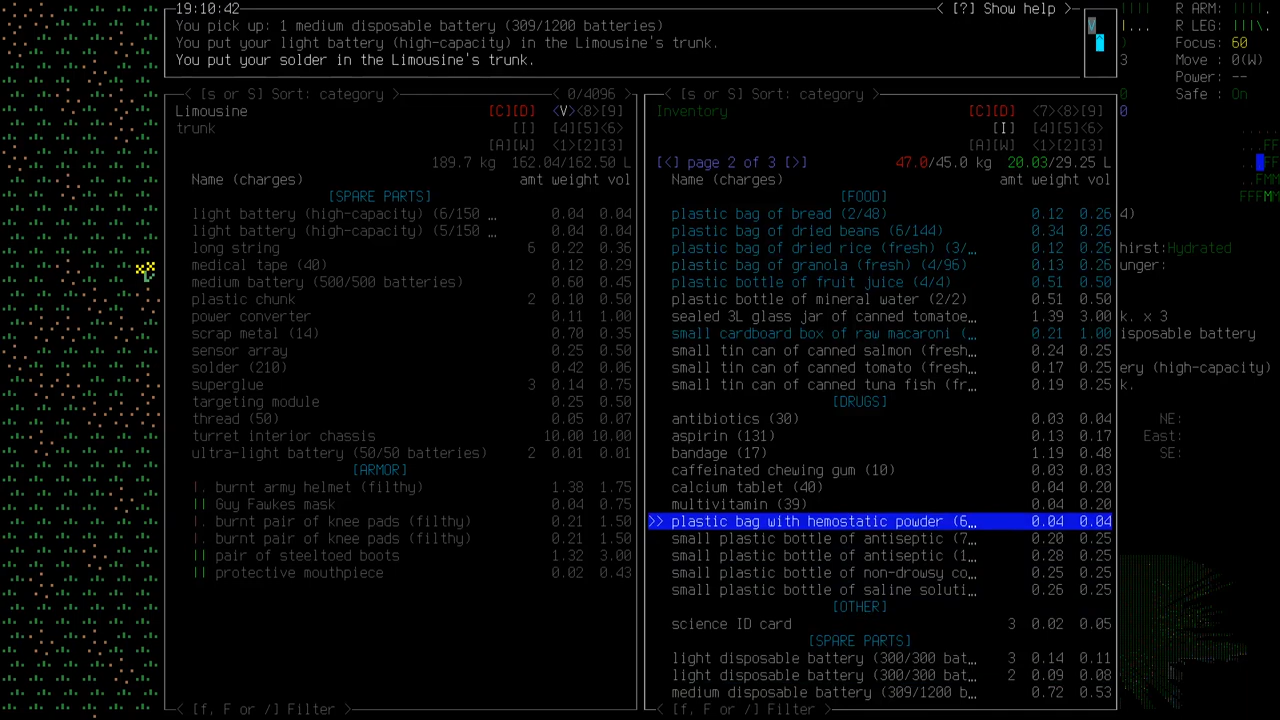 19:10:42
< [?] Show help >
You pick up: 1 medium disposable battery (309/1200 batteries)
You put your light battery (high-capacity) in the Limousine's trunk.
You put your solder in the Limousine's trunk.
R ARM:
R LEG:
Focus: 60
Move : 0(W)
Power: --
Safe : On
< [s or S] Sort: category >
< 0/4096 >
Limousine
[C][D] <V><8>[9]
trunk
[I] [4][5]<6>
[A][W] <1>[2][3]
189.7 kg 162.04/162.50 L
Name (charges) amt weight vol
[SPARE PARTS]
light battery (high-capacity) (6/150 … 0.04 0.04
light battery (high-capacity) (5/150 … 0.04 0.04
long string 6 0.22 0.36
medical tape (40) 0.12 0.29
medium battery (500/500 batteries) 0.60 0.45
plastic chunk 2 0.10 0.50
power converter 0.11 1.00
scrap metal (14) 0.70 0.35
sensor array 0.25 0.50
solder (210) 0.42 0.06
superglue 3 0.14 0.75
targeting module 0.25 0.50
thread (50) 0.05 0.07
turret interior chassis 10.00 10.00
ultra-light battery (50/50 batteries) 2 0.01 0.01
[ARMOR]
|. burnt army helmet (filthy) 1.38 1.75
|| Guy Fawkes mask 0.04 0.75
|. burnt pair of knee pads (filthy) 0.21 1.50
|. burnt pair of knee pads (filthy) 0.21 1.50
|| pair of steeltoed boots 1.32 3.00
|| protective mouthpiece 0.02 0.43
< [f, F or /] Filter >
< [s or S] Sort: category >
Inventory
[C][D] <7><8>[9]
[I] [4][5]<6>
[A][W] <1>[2][3]
[<] page 2 of 3 [>] 47.0/45.0 kg 20.03/29.25 L
Name (charges) amt weight vol
[FOOD]
plastic bag of bread (2/48) 0.12 0.26
plastic bag of dried beans (6/144) 0.34 0.26
plastic bag of dried rice (fresh) (3/… 0.12 0.26
plastic bag of granola (fresh) (4/96) 0.13 0.26
plastic bottle of fruit juice (4/4) 0.51 0.50
plastic bottle of mineral water (2/2) 0.51 0.50
sealed 3L glass jar of canned tomatoe… 1.39 3.00
small cardboard box of raw macaroni (… 0.21 1.00
small tin can of canned salmon (fresh… 0.24 0.25
small tin can of canned tomato (fresh… 0.17 0.25
small tin can of canned tuna fish (fr… 0.19 0.25
[DRUGS]
antibiotics (30) 0.03 0.04
aspirin (131) 0.13 0.17
bandage (17) 1.19 0.48
caffeinated chewing gum (10) 0.03 0.03
calcium tablet (40) 0.04 0.20
multivitamin (39) 0.04 0.20
>> plastic bag with hemostatic powder (6… 0.04 0.04
small plastic bottle of antiseptic (7… 0.20 0.25
small plastic bottle of antiseptic (1… 0.28 0.25
small plastic bottle of non-drowsy co… 0.25 0.25
small plastic bottle of saline soluti… 0.26 0.25
[OTHER]
science ID card 3 0.02 0.05
[SPARE PARTS]
light disposable battery (300/300 bat… 3 0.14 0.11
light disposable battery (300/300 bat… 2 0.09 0.08
medium disposable battery (309/1200 b… 0.72 0.53
< [f, F or /] Filter >
hirst:Hydrated
unger:
k. x 3
isposable battery
ery (high-capacity)
k.
NE:
East:
SE: